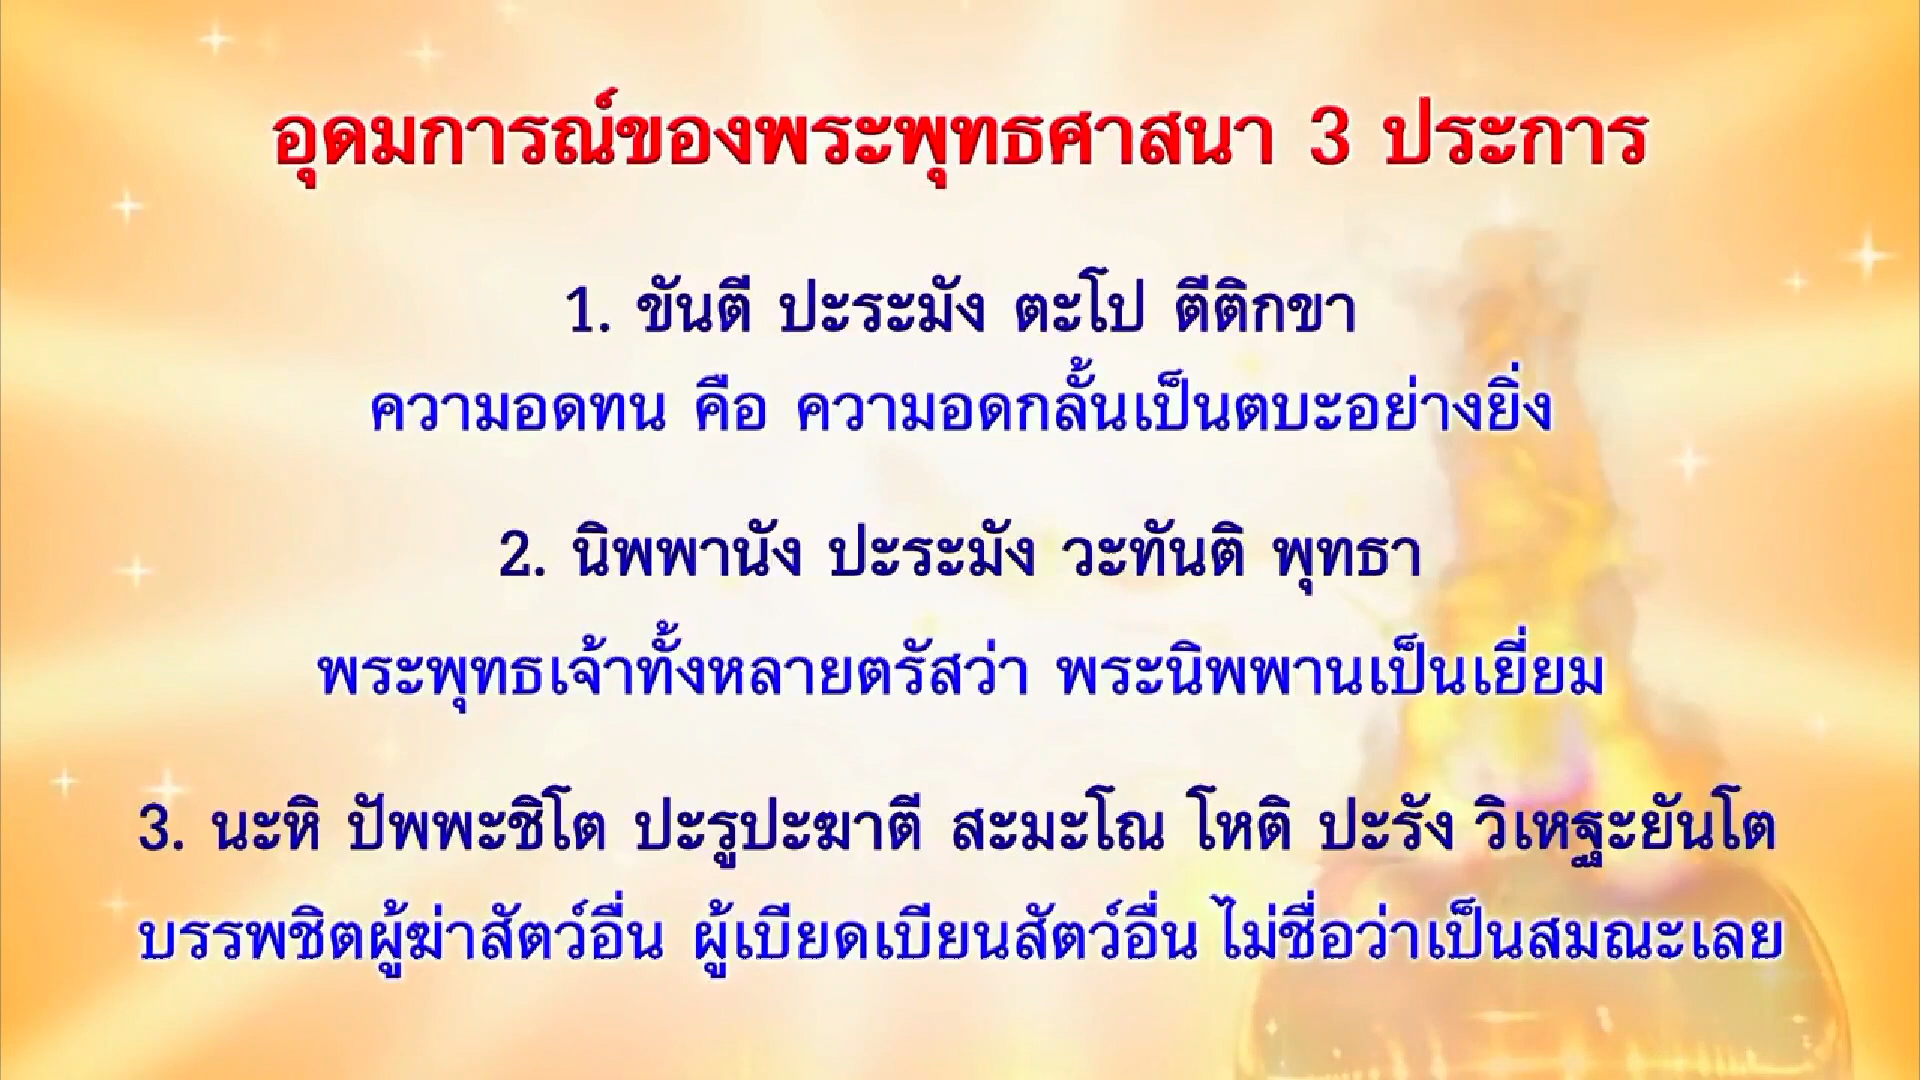 อุดมการณ์ของพระพุทธศาสนา 3 ประการ
1. ขันตี ปะระมัง ตะโป ตีติกขา
ความอดทน คือ ความอดกลั้นเป็นตบะอย่างยิ่ง
2. นิพพานัง ปะระมัง วะทันติ พุทธา
พระพุทธเจ้าทั้งหลายตรัสว่า พระนิพพานเป็นเยี่ยม
3. นะหิ ปัพพะชิโต ปะรูปะฆาตี สะมะโณ โหติ ปะรัง วิเหฐะยันโต
บรรพชิตผู้ฆ่าสัตว์อื่น ผู้เบียดเบียนสัตว์อื่น ไม่ชื่อว่าเป็นสมณะเลย